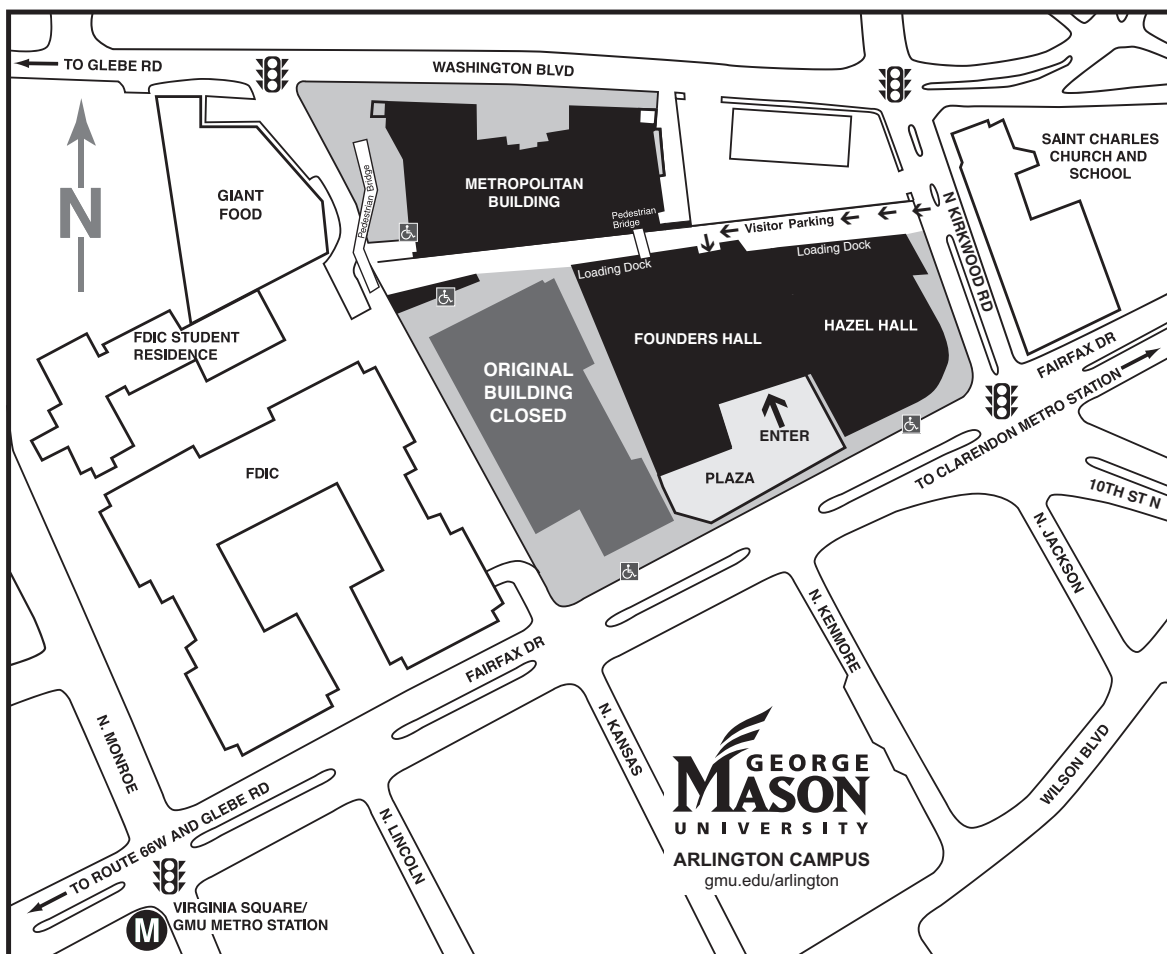 TO GLEBE RD
WASHINGTON BLVD
N
GIANT
FOOD
Pedestrian Bridge
METROPOLITAN
BUILDING
Pedestrian
Bridge
Visitor Parking
Loading Dock
Loading Dock
N KIRKWOOD RD
SAINT CHARLES
CHURCH AND
SCHOOL
FDIC STUDENT
RESIDENCE
FOUNDERS HALL
HAZEL HALL
FAIRFAX DR
ORIGINAL
BUILDING
CLOSED
ENTER
PLAZA
TO CLARENDON METRO STATION
FDIC
10TH ST N
N. JACKSON
N. KENMORE
FAIRFAX DR
N. KANSAS
N. MONROE
WILSON BLVD
N. LINCOLN
TO ROUTE 66W AND GLEBE RD
GEORGE
MASON
UNIVERSITY
ARLINGTON CAMPUS
gmu.edu/arlington
M
VIRGINIA SQUARE/
GMU METRO STATION